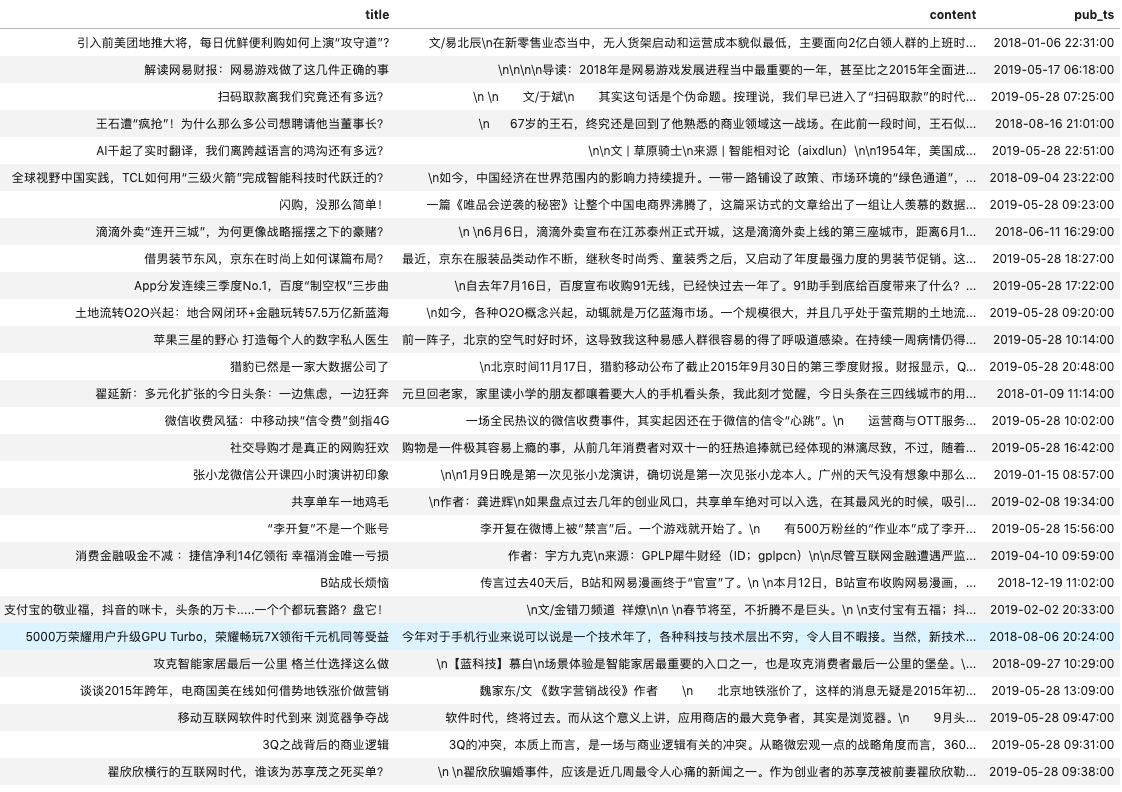 title content pub_ts
引入前美团地推大将，每日优鲜便利购如何上演“攻守道”？ 文/易北辰\n在新零售业态当中，无人货架启动和运营成本貌似最低，主要面向2亿白领人群的上班时... 2018-01-06 22:31:00
解读网易财报：网易游戏做了这几件正确的事 \n\n\n\n导读：2018年是网易游戏发展进程当中最重要的一年，甚至比之2015年全面进... 2019-05-17 06:18:00
扫码取款离我们究竟还有多远？ \n \n 文/于斌\n 其实这句话是个伪命题。按理说，我们早已进入了“扫码取款”的时代... 2019-05-28 07:25:00
王石遭“疯抢”！为什么那么多公司想聘请他当董事长？ \n 67岁的王石，终究还是回到了他熟悉的商业领域这一战场。在此前一段时间，王石似... 2018-08-16 21:01:00
AI干起了实时翻译，我们离跨越语言的鸿沟还有多远？ \n\n文 | 草原骑士\n来源 | 智能相对论（aixdlun）\n\n1954年，美国成... 2019-05-28 22:51:00
全球视野中国实践，TCL如何用“三级火箭”完成智能科技时代跃迁的？ \n如今，中国经济在世界范围内的影响力持续提升。一带一路铺设了政策、市场环境的“绿色通道”，... 2018-09-04 23:22:00
闪购，没那么简单！ 一篇《唯品会逆袭的秘密》让整个中国电商界沸腾了，这篇采访式的文章给出了一组让人羡慕的数据... 2019-05-28 09:23:00
滴滴外卖“连开三城”，为何更像战略摇摆之下的豪赌？ \n \n6月6日，滴滴外卖宣布在江苏泰州正式开城，这是滴滴外卖上线的第三座城市，距离6月1... 2018-06-11 16:29:00
借男装节东风，京东在时尚上如何谋篇布局？ 最近，京东在服装品类动作不断，继秋冬时尚秀、童装秀之后，又启动了年度最强力度的男装节促销。这... 2019-05-28 18:27:00
App分发连续三季度No.1，百度“制空权”三步曲 \n自去年7月16日，百度宣布收购91无线，已经快过去一年了。91助手到底给百度带来了什么？... 2019-05-28 17:22:00
土地流转O2O兴起：地合网闭环+金融玩转57.5万亿新蓝海 \n如今，各种O2O概念兴起，动辄就是万亿蓝海市场。一个规模很大，并且几乎处于蛮荒期的土地流... 2019-05-28 09:20:00
苹果三星的野心 打造每个人的数字私人医生 前一阵子，北京的空气时好时坏，这导致我这种易感人群很容易的得了呼吸道感染。在持续一周病情仍得... 2019-05-28 10:14:00
猎豹已然是一家大数据公司了 \n北京时间11月17日，猎豹移动公布了截止2015年9月30日的第三季度财报。财报显示，Q... 2019-05-28 20:48:00
翟延新：多元化扩张的今日头条：一边焦虑，一边狂奔 元旦回老家，家里读小学的朋友都嚷着要大人的手机看头条，我此刻才觉醒，今日头条在三四线城市的用... 2018-01-09 11:14:00
微信收费风猛：中移动挟“信令费”剑指4G 一场全民热议的微信收费事件，其实起因还在于微信的信令“心跳”。\n 运营商与OTT服务... 2019-05-28 10:02:00
社交导购才是真正的网购狂欢 购物是一件极其容易上瘾的事，从前几年消费者对双十一的狂热追捧就已经体现的淋漓尽致，不过，随着... 2019-05-28 16:42:00
张小龙微信公开课四小时演讲初印象 \n\n1月9日晚是第一次见张小龙演讲，确切说是第一次见张小龙本人。广州的天气没有想象中那么... 2019-01-15 08:57:00
共享单车一地鸡毛 \n作者：龚进辉\n如果盘点过去几年的创业风口，共享单车绝对可以入选，在其最风光的时候，吸引... 2019-02-08 19:34:00
“李开复”不是一个账号 李开复在微博上被“禁言”后。一个游戏就开始了。\n 有500万粉丝的“作业本”成了李开... 2019-05-28 15:56:00
消费金融吸金不减 ：捷信净利14亿领衔 幸福消金唯一亏损 作者：宇方九克\n来源：GPLP犀牛财经（ID；gplpcn）\n\n尽管互联网金融遭遇严监... 2019-04-10 09:59:00
B站成长烦恼 传言过去40天后，B站和网易漫画终于“官宣”了。\n \n本月12日，B站宣布收购网易漫画，... 2018-12-19 11:02:00
支付宝的敬业福，抖音的咪卡，头条的万卡.....一个个都玩套路？盘它！ \n文/金错刀频道 祥燎\n\n \n春节将至，不折腾不是巨头。\n \n支付宝有五福；抖... 2019-02-02 20:33:00
5000万荣耀用户升级GPU Turbo，荣耀畅玩7X领衔千元机同等受益 今年对于手机行业来说可以说是一个技术年了，各种科技与技术层出不穷，令人目不暇接。当然，新技术... 2018-08-06 20:24:00
攻克智能家居最后一公里 格兰仕选择这么做 \n【蓝科技】慕白\n场景体验是智能家居最重要的入口之一，也是攻克消费者最后一公里的堡垒。\... 2018-09-27 10:29:00
谈谈2015年跨年，电商国美在线如何借势地铁涨价做营销 魏家东/文 《数字营销战役》作者 \n 北京地铁涨价了，这样的消息无疑是2015年初... 2019-05-28 13:09:00
移动互联网软件时代到来 浏览器争夺战 软件时代，终将过去。而从这个意义上讲，应用商店的最大竞争者，其实是浏览器。\n 9月头... 2019-05-28 09:47:00
3Q之战背后的商业逻辑 3Q的冲突，本质上而言，是一场与商业逻辑有关的冲突。从略微宏观一点的战略角度而言，360... 2019-05-28 09:31:00
翟欣欣横行的互联网时代，谁该为苏享茂之死买单？ \n \n翟欣欣骗婚事件，应该是近几周最令人心痛的新闻之一。作为创业者的苏享茂被前妻翟欣欣勒... 2019-05-28 09:38:00